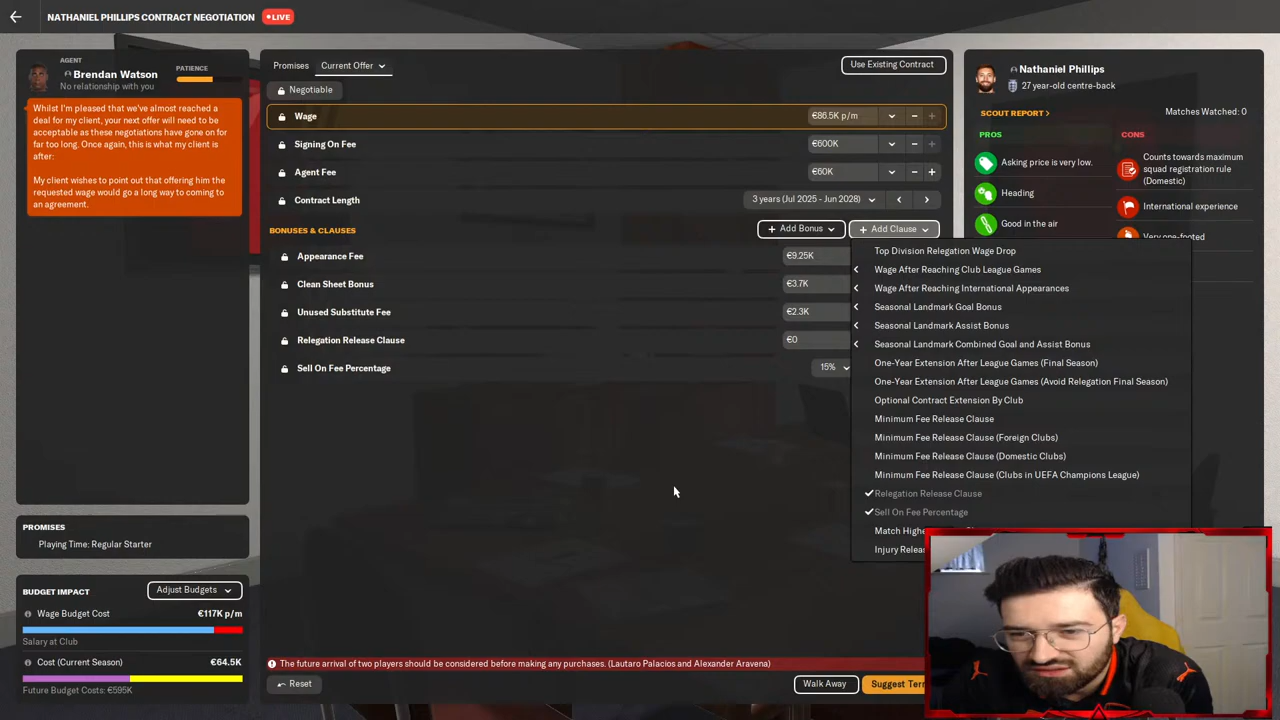 NATHANIEL PHILLIPS CONTRACT NEGOTIATION
LIVE
AGENT
Brendan Watson
No relationship with you
PATIENCE
Whilst I'm pleased that we've almost reached a
deal for my client, your next offer will need to be
acceptable as these negotiations have gone on for
far too long. Once again, this is what my client is
after:
My client wishes to point out that offering him the
requested wage would go a long way to coming to
an agreement.
PROMISES
Playing Time: Regular Starter
BUDGET IMPACT
Adjust Budgets
Wage Budget Cost €117K p/m
Salary at Club
Cost (Current Season) €64.5K
Future Budget Costs: €595K
Promises Current Offer
Use Existing Contract
Negotiable
Wage €86.5K p/m
Signing On Fee €600K
Agent Fee €60K
Contract Length 3 years (Jul 2025 - Jun 2028)
BONUSES & CLAUSES
Add Bonus
Add Clause
Appearance Fee €9.25K
Clean Sheet Bonus €3.7K
Unused Substitute Fee €2.3K
Relegation Release Clause €0
Sell On Fee Percentage 15%
Top Division Relegation Wage Drop
Wage After Reaching Club League Games
Wage After Reaching International Appearances
Seasonal Landmark Goal Bonus
Seasonal Landmark Assist Bonus
Seasonal Landmark Combined Goal and Assist Bonus
One-Year Extension After League Games (Final Season)
One-Year Extension After League Games (Avoid Relegation Final Season)
Optional Contract Extension By Club
Minimum Fee Release Clause
Minimum Fee Release Clause (Foreign Clubs)
Minimum Fee Release Clause (Domestic Clubs)
Minimum Fee Release Clause (Clubs in UEFA Champions League)
Relegation Release Clause
Sell On Fee Percentage
Match Highe
Injury Relea
The future arrival of two players should be considered before making any purchases. (Lautaro Palacios and Alexander Aravena)
Reset
Walk Away
Suggest Ter
Nathaniel Phillips
27 year-old centre-back
SCOUT REPORT
Matches Watched: 0
PROS
Asking price is very low.
Heading
Good in the air
CONS
Counts towards maximum
squad registration rule
(Domestic)
International experience
Very one-footed